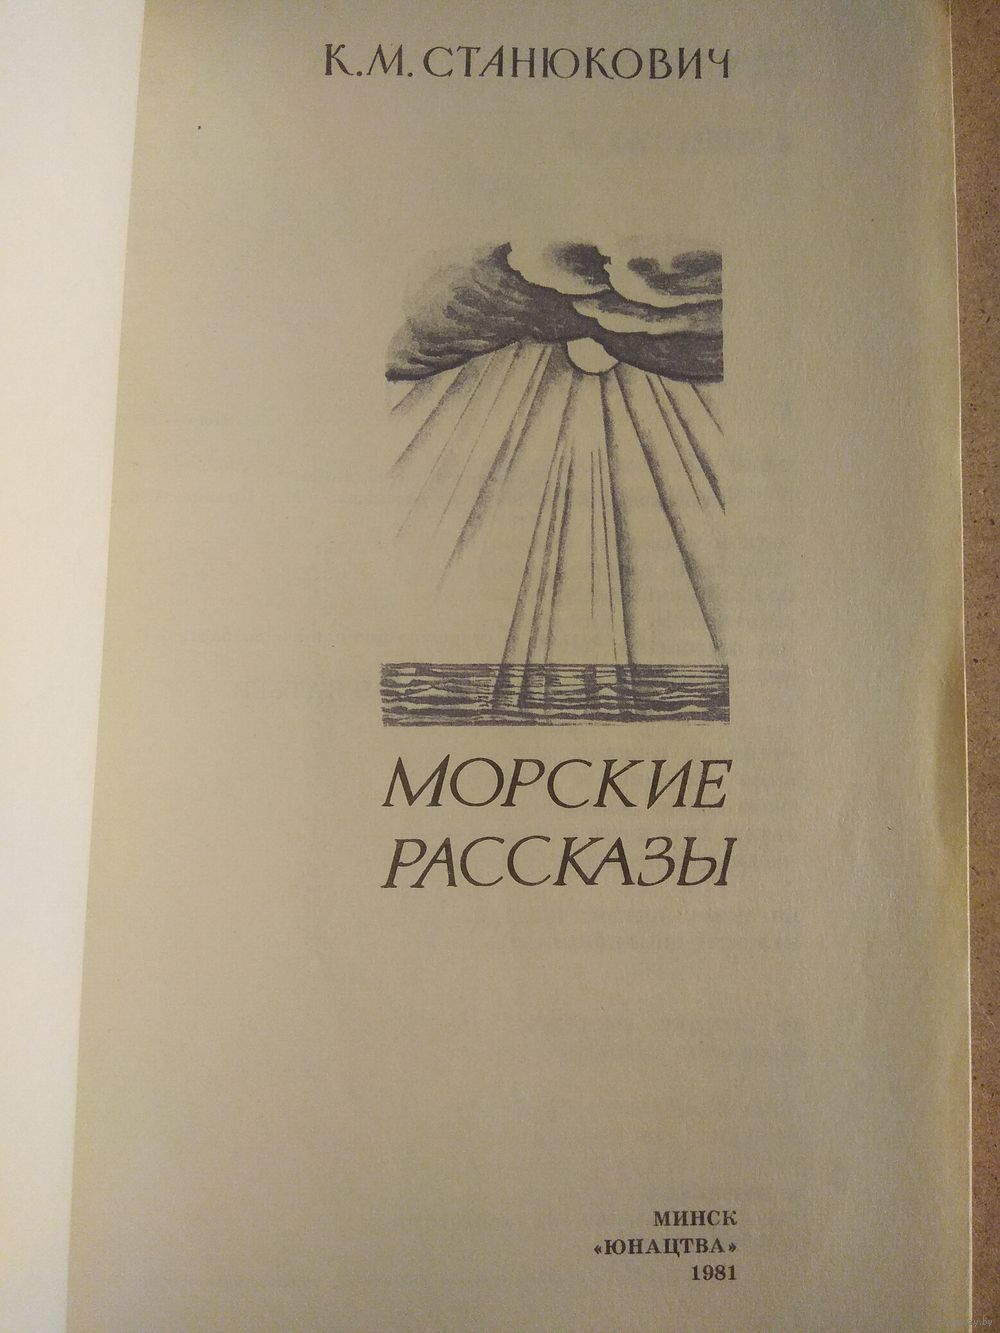 К.М.СТАНЮКОВИЧ
МОРСКИЕ
РАССКАЗЫ
МИНСК
«ЮНАЦТВА»
1981